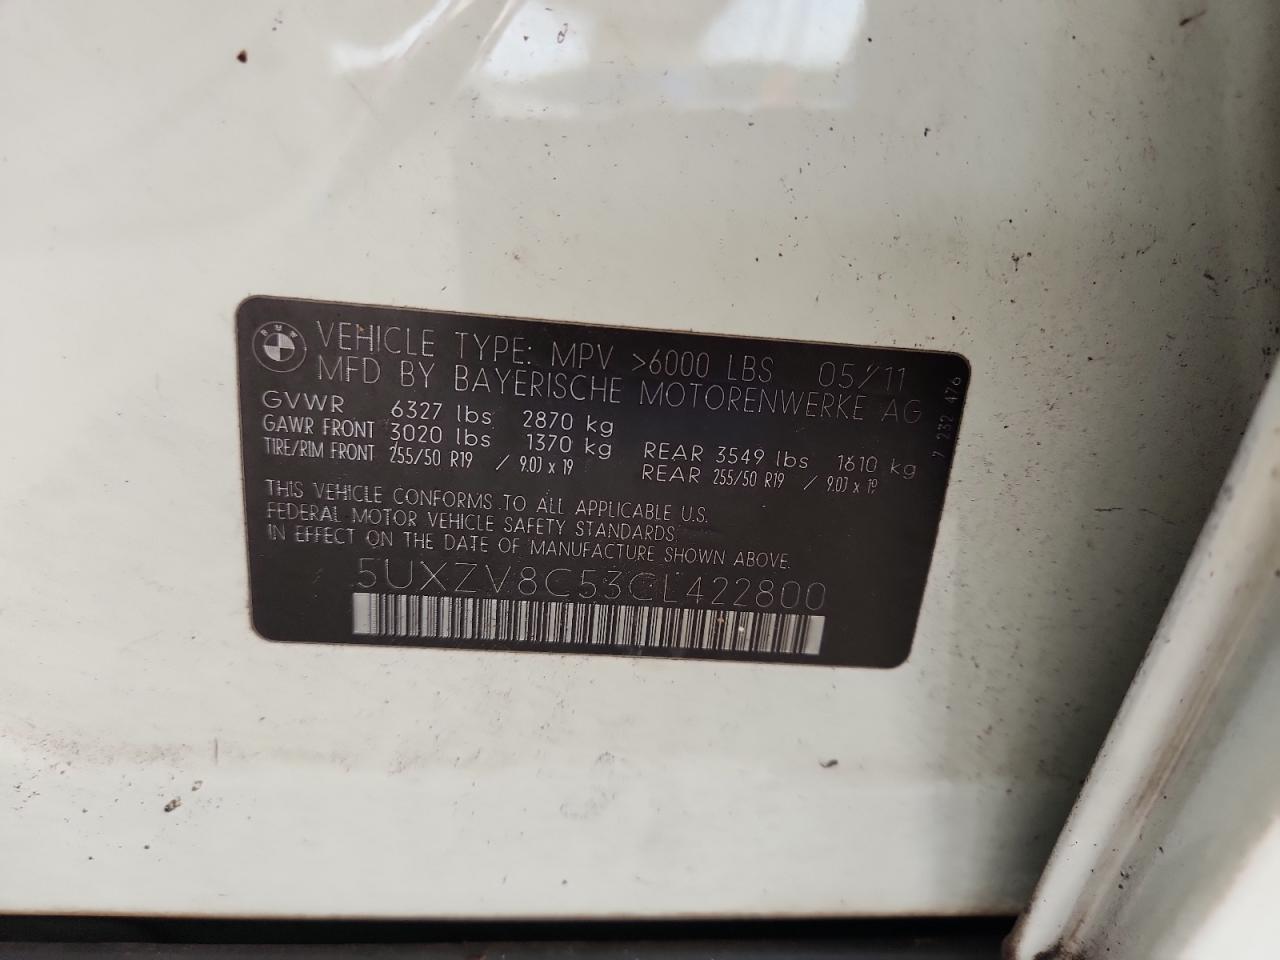 VEHICLE TYPE: MPV >6000 LBS 05/11
MFD BY BAYERISCHE MOTORENWERKE AG
GVWR 6327 lbs 2870 kg
GAWR FRONT 3020 lbs 1370 kg REAR 3549 lbs 1610 kg
TIRE/RIM FRONT 255/50 R19 / 9.0J x 19 REAR 255/50 R19 / 9.0J x 19
THIS VEHICLE CONFORMS TO ALL APPLICABLE U.S.
FEDERAL MOTOR VEHICLE SAFETY STANDARDS
IN EFFECT ON THE DATE OF MANUFACTURE SHOWN ABOVE.
5UXZV8C53CL422800
7 232 476